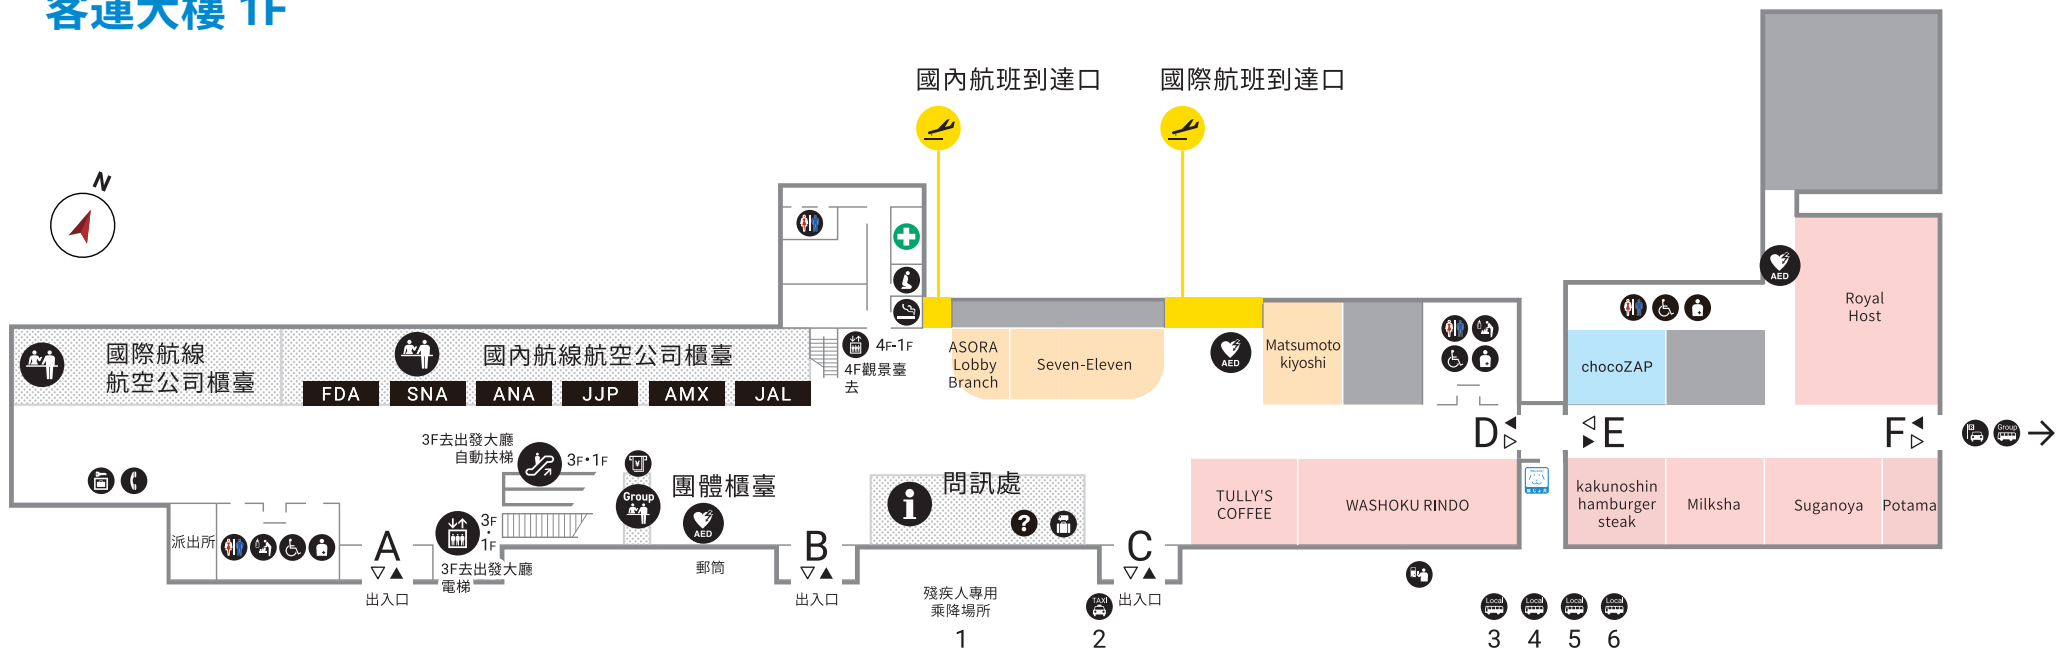 客運大樓 1F
國內航班到達口
國際航班到達口
N
AED
Royal
Host
國際航線
航空公司櫃臺
國內航線航空公司櫃臺
FDA
SNA
ANA
JJP
AMX
JAL
4F-1F
4F觀景臺
去
ASORA
Lobby
Branch
Seven-Eleven
AED
Matsumoto
kiyoshi
chocoZAP
D
E
F
Group
3F去出發大廳
自動扶梯
3F•1F
Group
團體櫃臺
AED
問訊處
i
?
TULLY'S
COFFEE
WASHOKU RINDO
kakunoshin
hamburger
steak
Milksha
Suganoya
Potama
派出所
A
出入口
3F
•
1F
3F去出發大廳
電梯
郵筒
B
出入口
殘疾人專用
乘降場所
1
TAXI
2
C
出入口
Local
3
Local
4
Local
5
Local
6